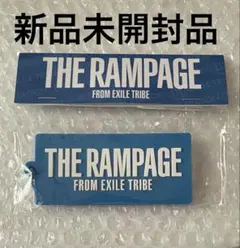 新品未開封品
THE RAMPAGE
FROM EXILE TRIBE
THE RAMPAGE
FROM EXILE TRIBE